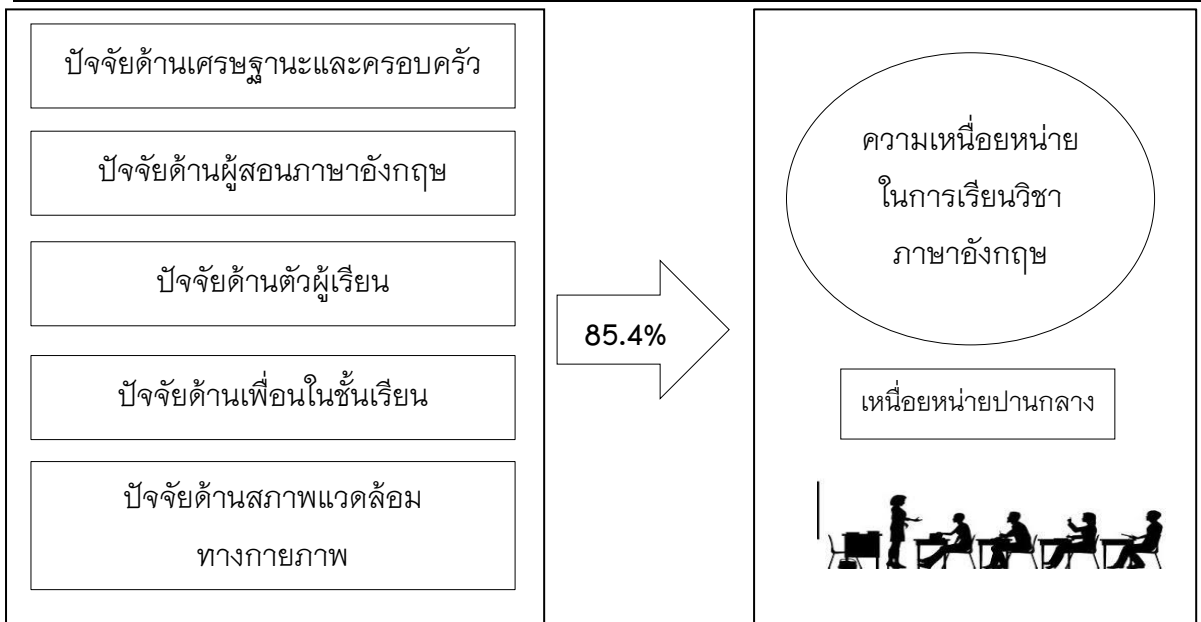 ปัจจัยด้านเศรษฐานะและครอบครัว
ปัจจัยด้านผู้สอนภาษาอังกฤษ
ปัจจัยด้านตัวผู้เรียน
ปัจจัยด้านเพื่อนในชั้นเรียน
ปัจจัยด้านสภาพแวดล้อม
ทางกายภาพ
85.4%
ความเหนื่อยหน่าย
ในการเรียนวิชา
ภาษาอังกฤษ
เหนื่อยหน่ายปานกลาง